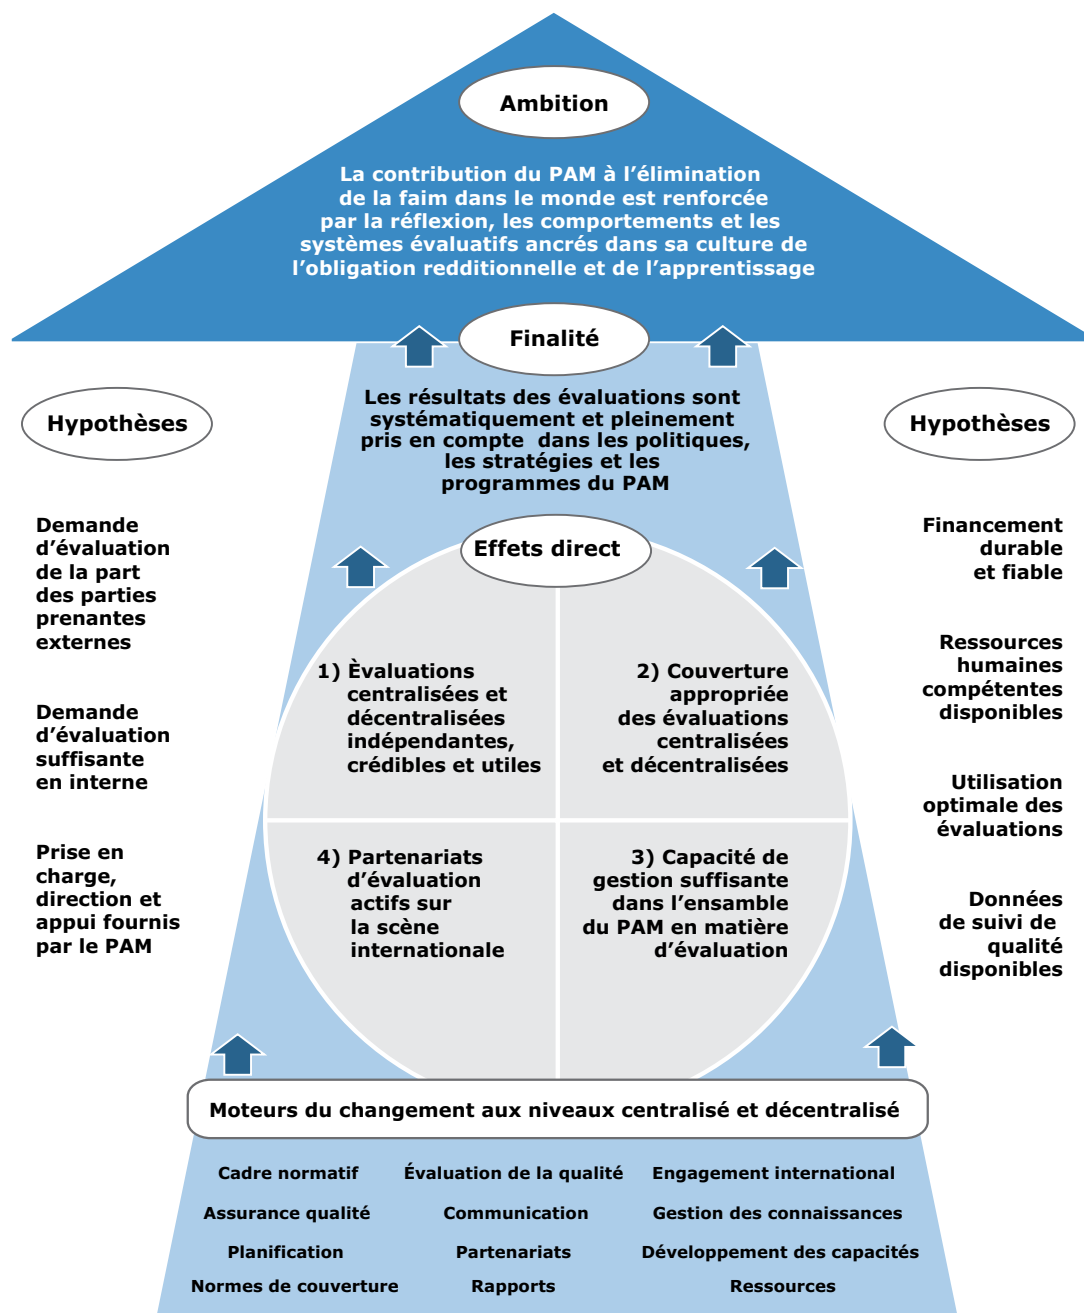 Ambition
La contribution du PAM à l’élimination
de la faim dans le monde est renforcée
par la réflexion, les comportements et les
systèmes évaluatifs ancrés dans sa culture de
l’obligation redditionnelle et de l’apprentissage
Finalité
Les résultats des évaluations sont
systématiquement et pleinement
pris en compte dans les politiques,
les stratégies et les
programmes du PAM
Hypothèses
Demande
d’évaluation
de la part
des parties
prenantes
externes
Demande
d’évaluation
suffisante
en interne
Prise en
charge,
direction et
appui fournis
par le PAM
Effets direct
1) Èvaluations
centralisées et
décentralisées
indépendantes,
crédibles et utiles
2) Couverture
appropriée
des évaluations
centralisées
et décentralisées
4) Partenariats
d’évaluation
actifs sur
la scène
internationale
3) Capacité de
gestion suffisante
dans l’ensamble
du PAM en matière
d’évaluation
Hypothèses
Financement
durable
et fiable
Ressources
humaines
compétentes
disponibles
Utilisation
optimale des
évaluations
Données
de suivi de
qualité
disponibles
Moteurs du changement aux niveaux centralisé et décentralisé
Cadre normatif
Évaluation de la qualité
Engagement international
Assurance qualité
Communication
Gestion des connaissances
Planification
Partenariats
Développement des capacités
Normes de couverture
Rapports
Ressources